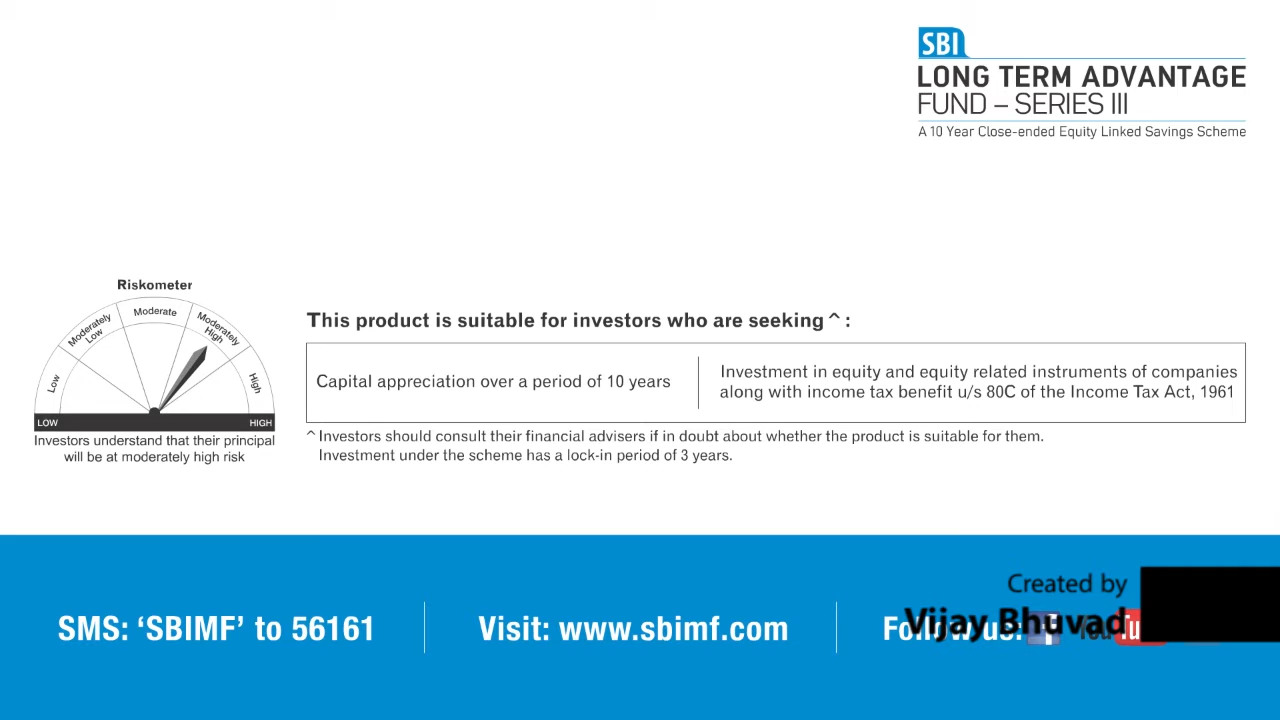 SBI
LONG TERM ADVANTAGE
FUND – SERIES III
A 10 Year Close-ended Equity Linked Savings Scheme
Riskometer
Low
Moderately
Low
Moderate
Moderately
High
High
LOW
HIGH
Investors understand that their principal
will be at moderately high risk
This product is suitable for investors who are seeking^ :
Capital appreciation over a period of 10 years
Investment in equity and equity related instruments of companies
along with income tax benefit u/s 80C of the Income Tax Act, 1961
^ Investors should consult their financial advisers if in doubt about whether the product is suitable for them.
Investment under the scheme has a lock-in period of 3 years.
SMS: ‘SBIMF’ to 56161
Visit: www.sbimf.com
Follow us:
Created by
Vijay Bhuvad